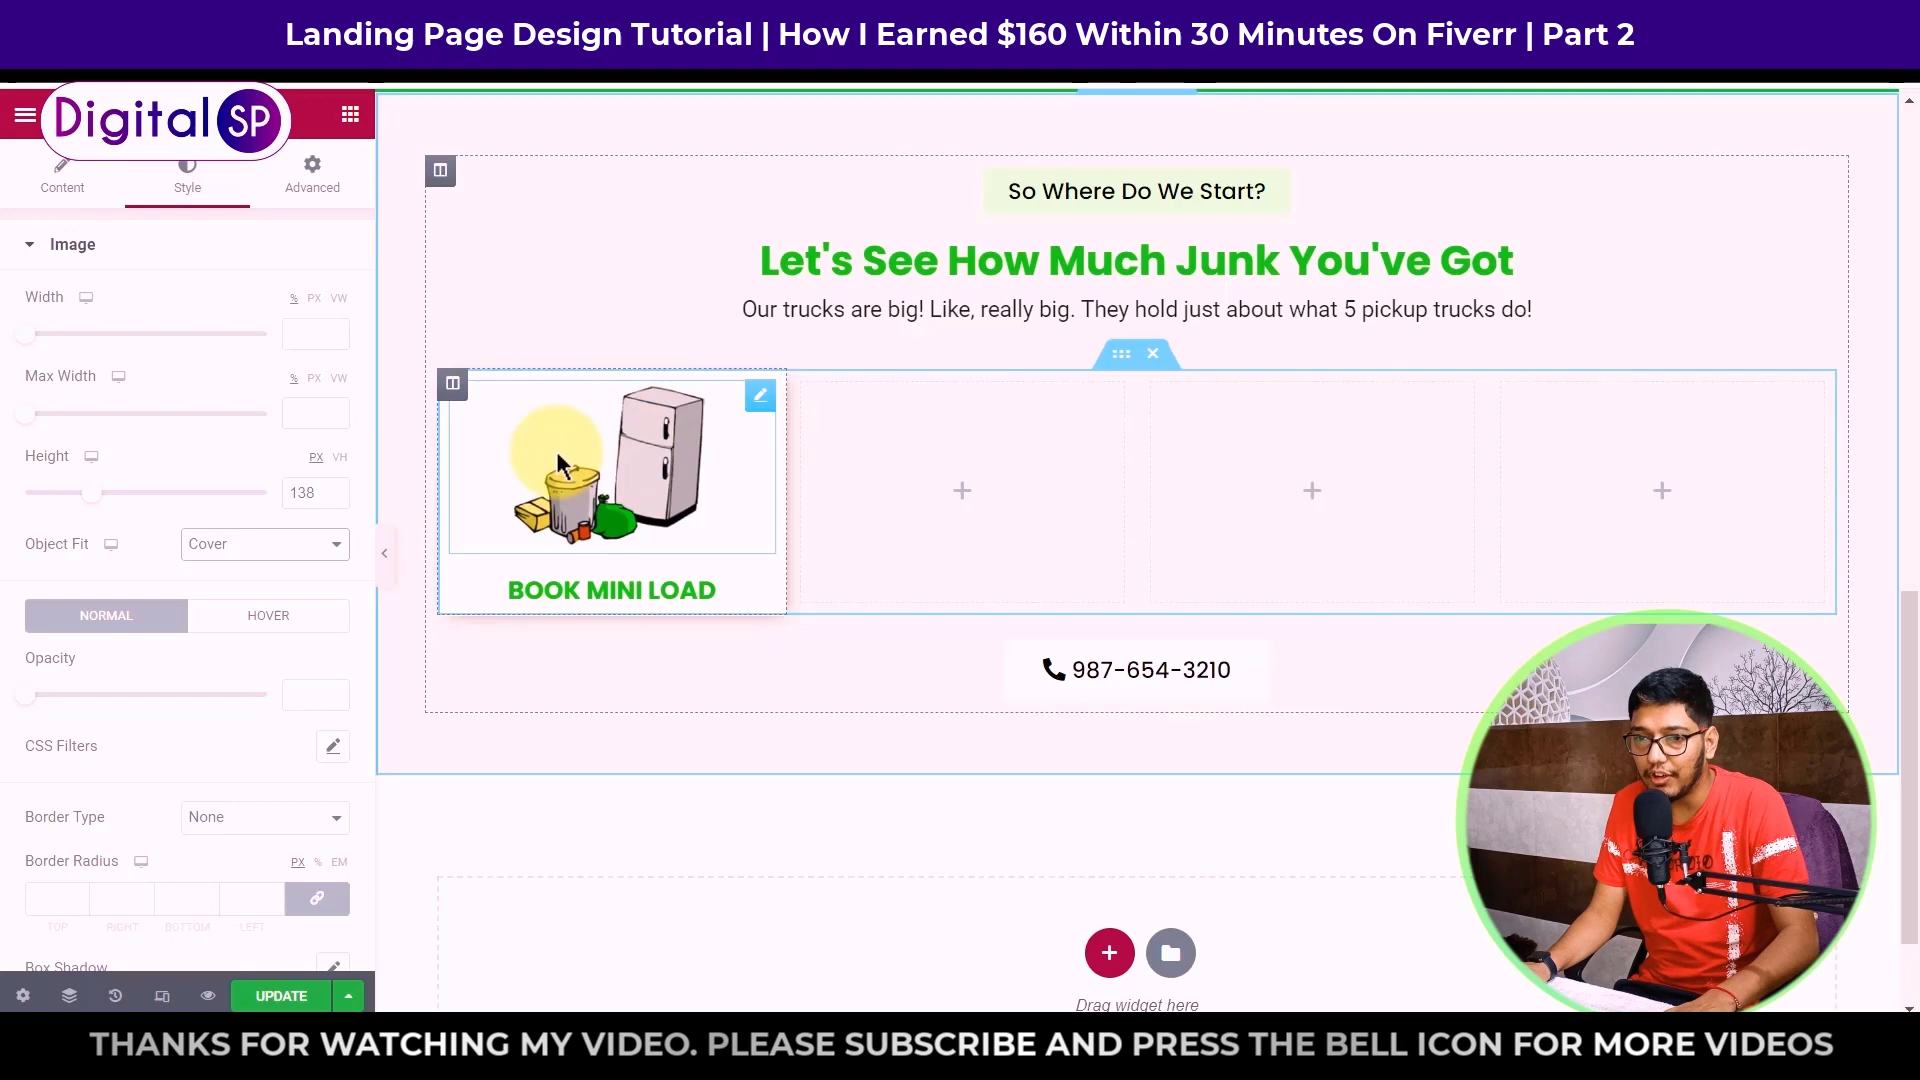 Landing Page Design Tutorial | How I Earned $160 Within 30 Minutes On Fiverr | Part 2
Digital SP
Content
Style
Advanced
Image
Width
% PX VW
Max Width
% PX VW
Height
PX VH
138
Object Fit
Cover
NORMAL
HOVER
Opacity
CSS Filters
Border Type
None
Border Radius
PX % EM
TOP RIGHT BOTTOM LEFT
Box Shadow
UPDATE
So Where Do We Start?
Let's See How Much Junk You've Got
Our trucks are big! Like, really big. They hold just about what 5 pickup trucks do!
BOOK MINI LOAD
987-654-3210
Drag widget here
THANKS FOR WATCHING MY VIDEO. PLEASE SUBSCRIBE AND PRESS THE BELL ICON FOR MORE VIDEOS